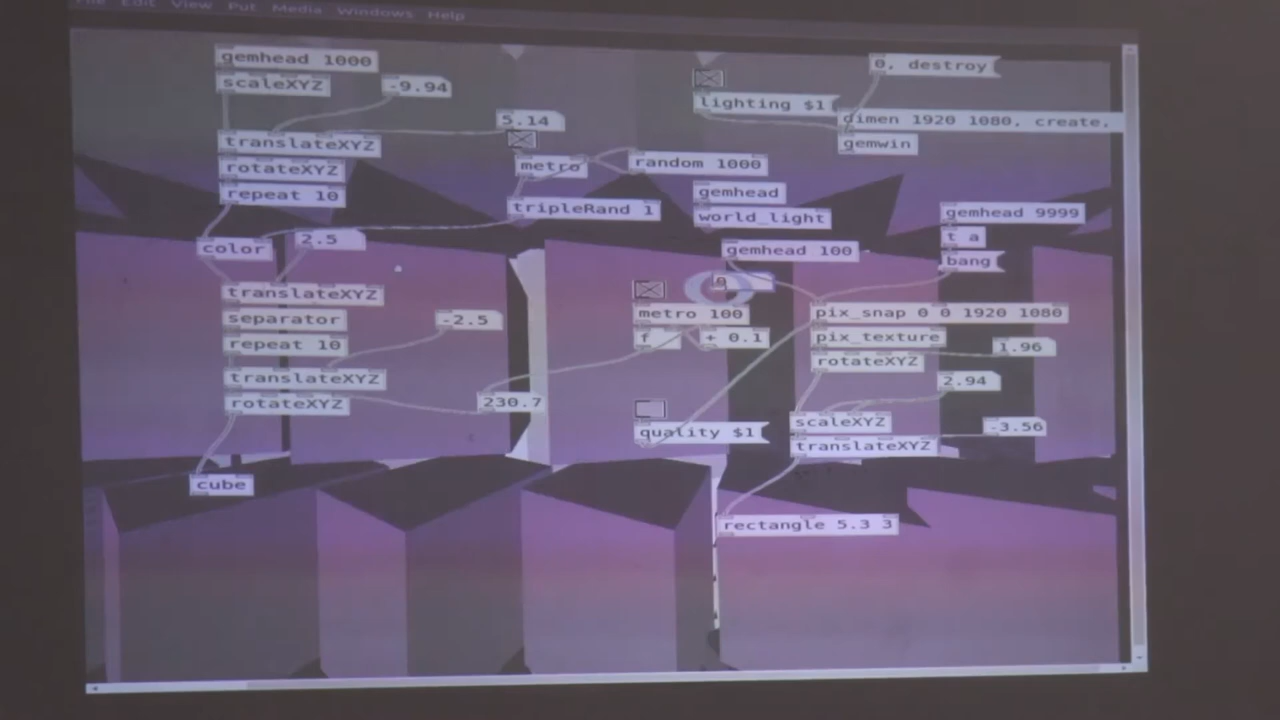 File Edit View Put Media Windows Help
gemhead 1000
scaleXYZ
-9.94
translateXYZ
rotateXYZ
repeat 10
color
2.5
translateXYZ
separator
repeat 10
-2.5
translateXYZ
rotateXYZ
230.7
cube
5.14
metro
random 1000
tripleRand 1
lighting $1
0, destroy
dimen 1920 1080, create,
gemwin
gemhead
world_light
gemhead 100
9
metro 100
f
+ 0.1
quality $1
gemhead 9999
t a
bang
pix_snap 0 0 1920 1080
pix_texture
1.96
rotateXYZ
2.94
scaleXYZ
-3.56
translateXYZ
rectangle 5.3 3